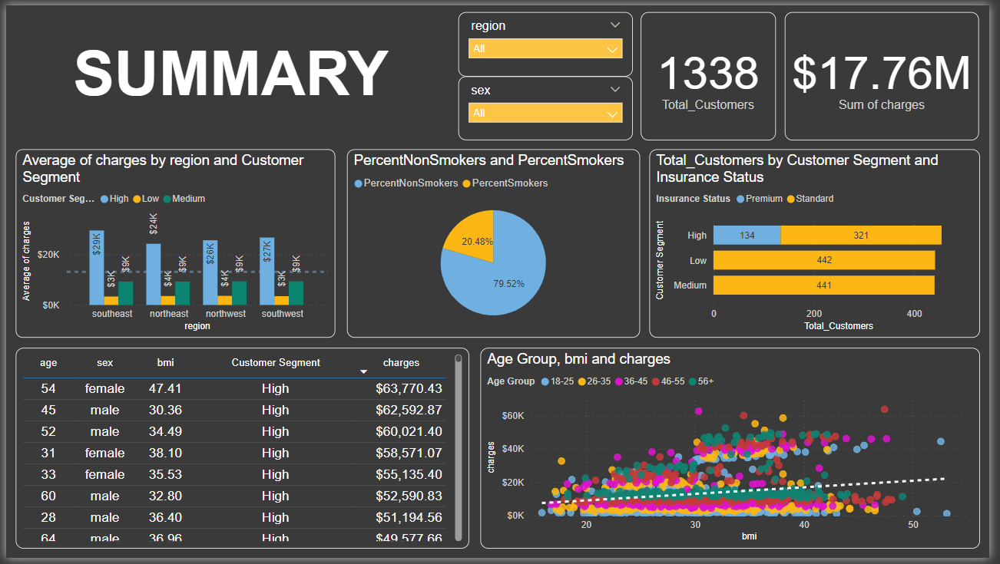 SUMMARY
region
All
sex
All
1338
Total_Customers
$17.76M
Sum of charges
Average of charges by region and Customer
Segment
Customer Seg... High Low Medium
Average of charges
$20K
$0K
$29K
$3K
$9K
$24K
$4K
$9K
$26K
$4K
$9K
$27K
$3K
$9K
southeast northeast northwest southwest
region
PercentNonSmokers and PercentSmokers
PercentNonSmokers PercentSmokers
20.48%
79.52%
Total_Customers by Customer Segment and
Insurance Status
Insurance Status Premium Standard
Customer Segment
High 134 321
Low 442
Medium 441
0 200 400
Total_Customers
age sex bmi Customer Segment charges
54 female 47.41 High $63,770.43
45 male 30.36 High $62,592.87
52 male 34.49 High $60,021.40
31 female 38.10 High $58,571.07
33 female 35.53 High $55,135.40
60 male 32.80 High $52,590.83
28 male 36.40 High $51,194.56
64 male 36.96 High $49,577.66
Age Group, bmi and charges
Age Group 18-25 26-35 36-45 46-55 56+
charges
$60K
$40K
$20K
$0K
20 30 40 50
bmi